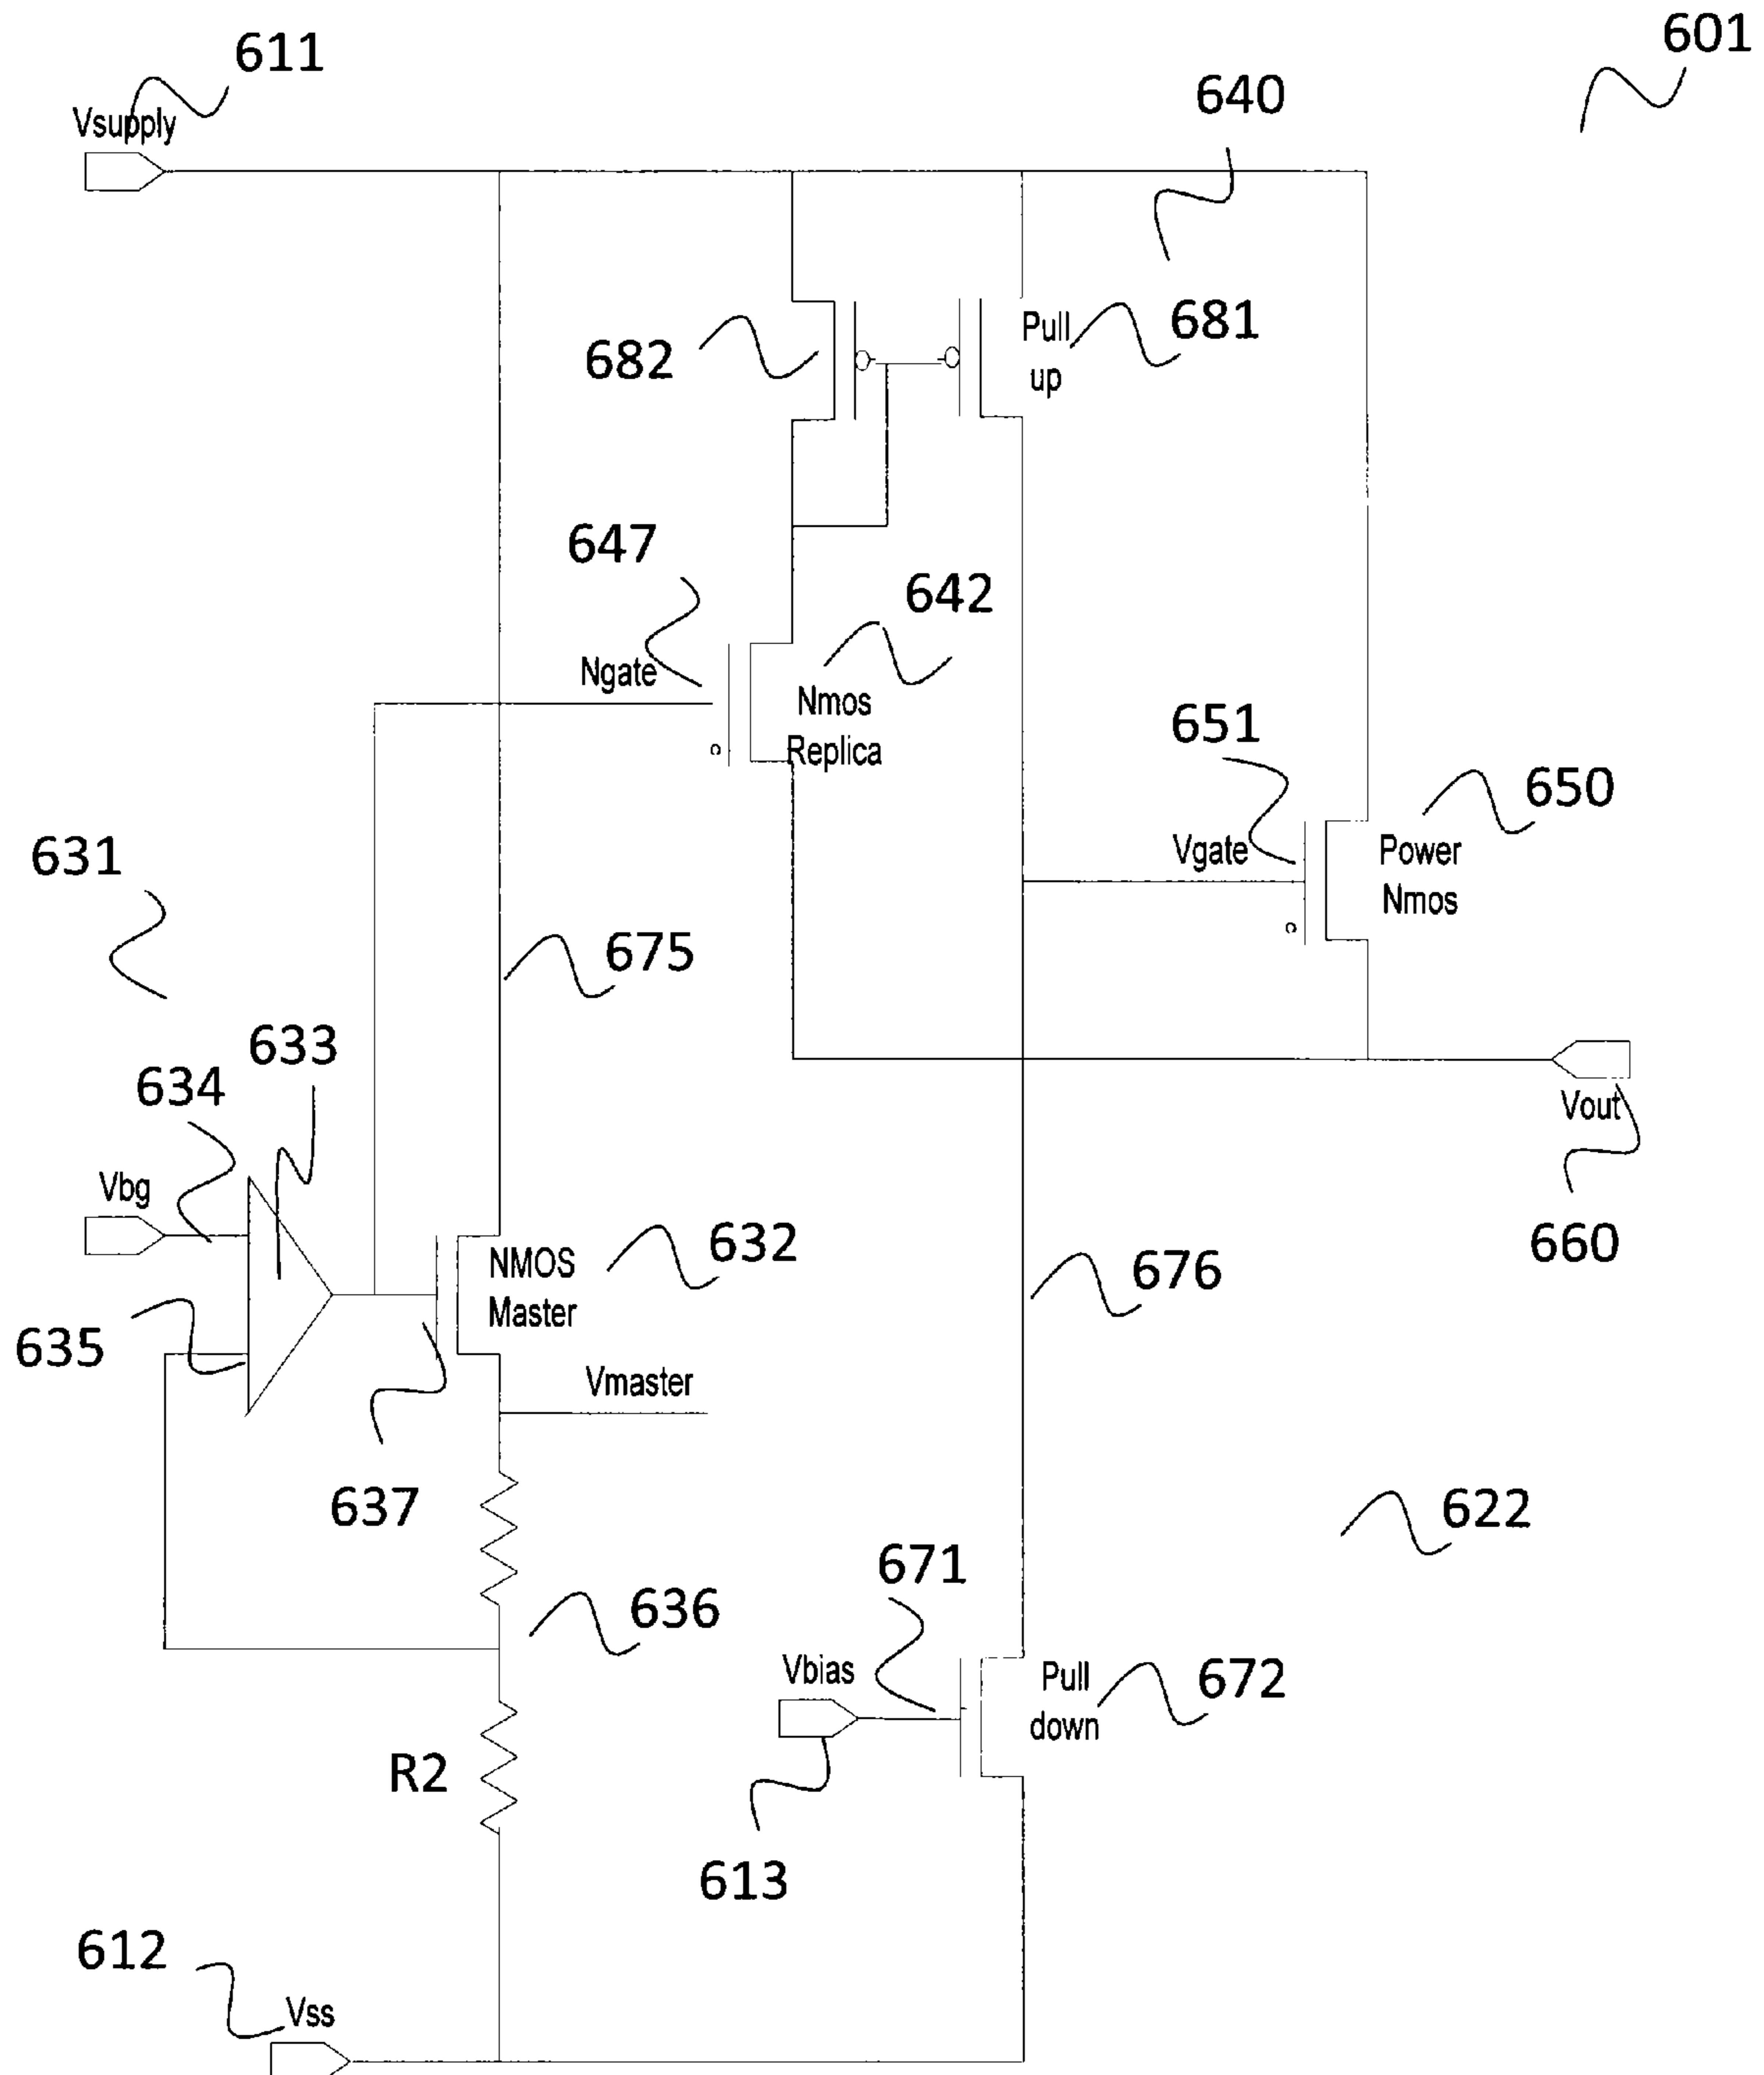 601
611
Vsupply
640
681
Pull
up
682
647
642
Ngate
Nmos
Replica
651
650
Vgate
Power
Nmos
631
675
633
634
Vout
Vbg
660
632
NMOS
Master
676
635
Vmaster
637
622
671
636
Vbias
Pull
down
672
R2
613
612
Vss
c
c